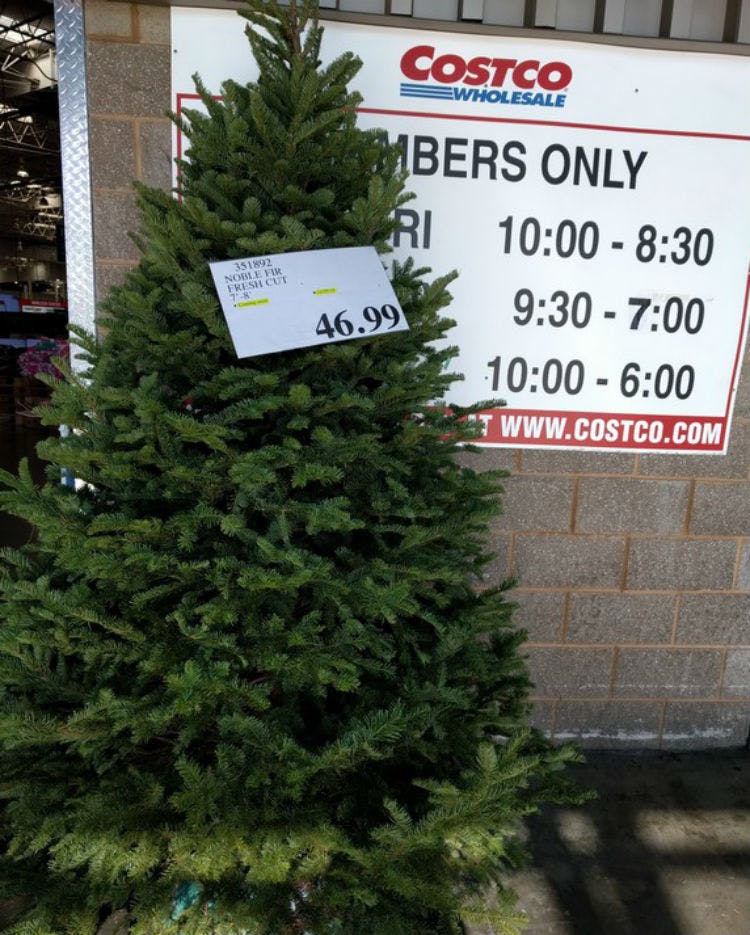 COSTCO
WHOLESALE
MBERS ONLY
RI 10:00 - 8:30
9:30 - 7:00
10:00 - 6:00
T WWW.COSTCO.COM
351892
NOBLE FIR
FRESH CUT
7'-8'
46.99